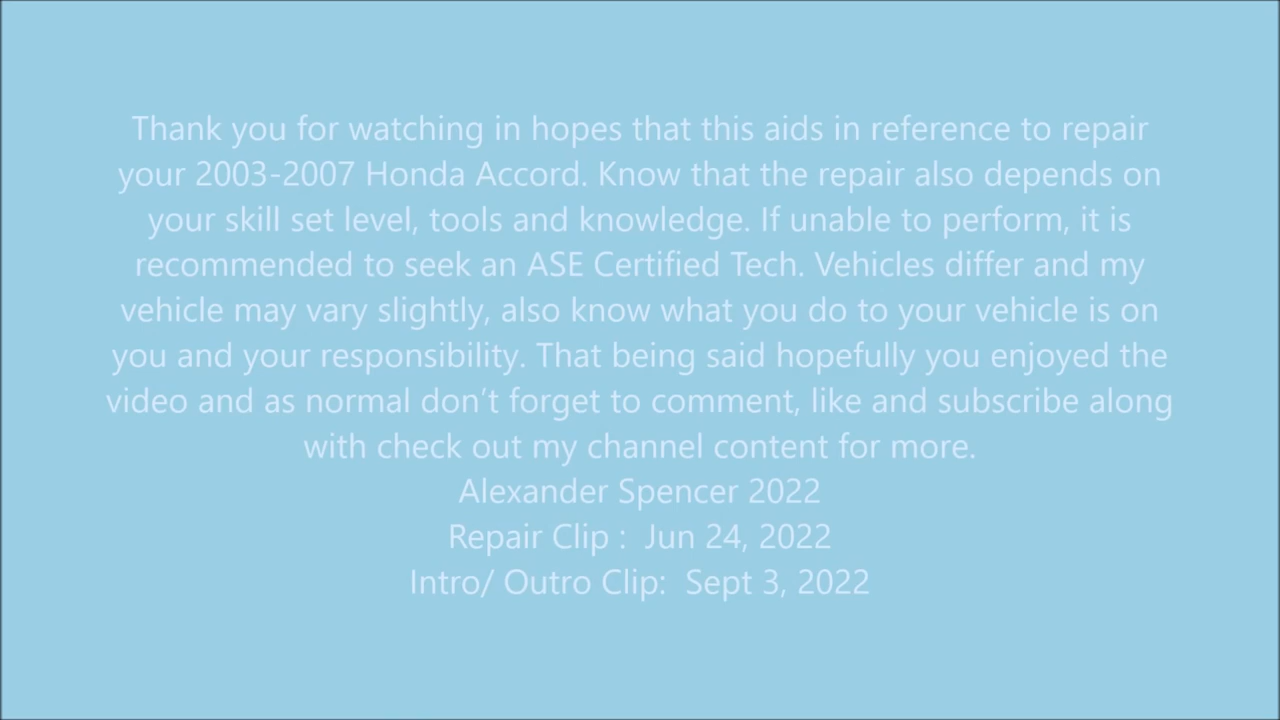 Thank you for watching in hopes that this aids in reference to repair
your 2003-2007 Honda Accord. Know that the repair also depends on
your skill set level, tools and knowledge. If unable to perform, it is
recommended to seek an ASE Certified Tech. Vehicles differ and my
vehicle may vary slightly, also know what you do to your vehicle is on
you and your responsibility. That being said hopefully you enjoyed the
video and as normal don’t forget to comment, like and subscribe along
with check out my channel content for more.
Alexander Spencer 2022
Repair Clip :  Jun 24, 2022
Intro/ Outro Clip:  Sept 3, 2022